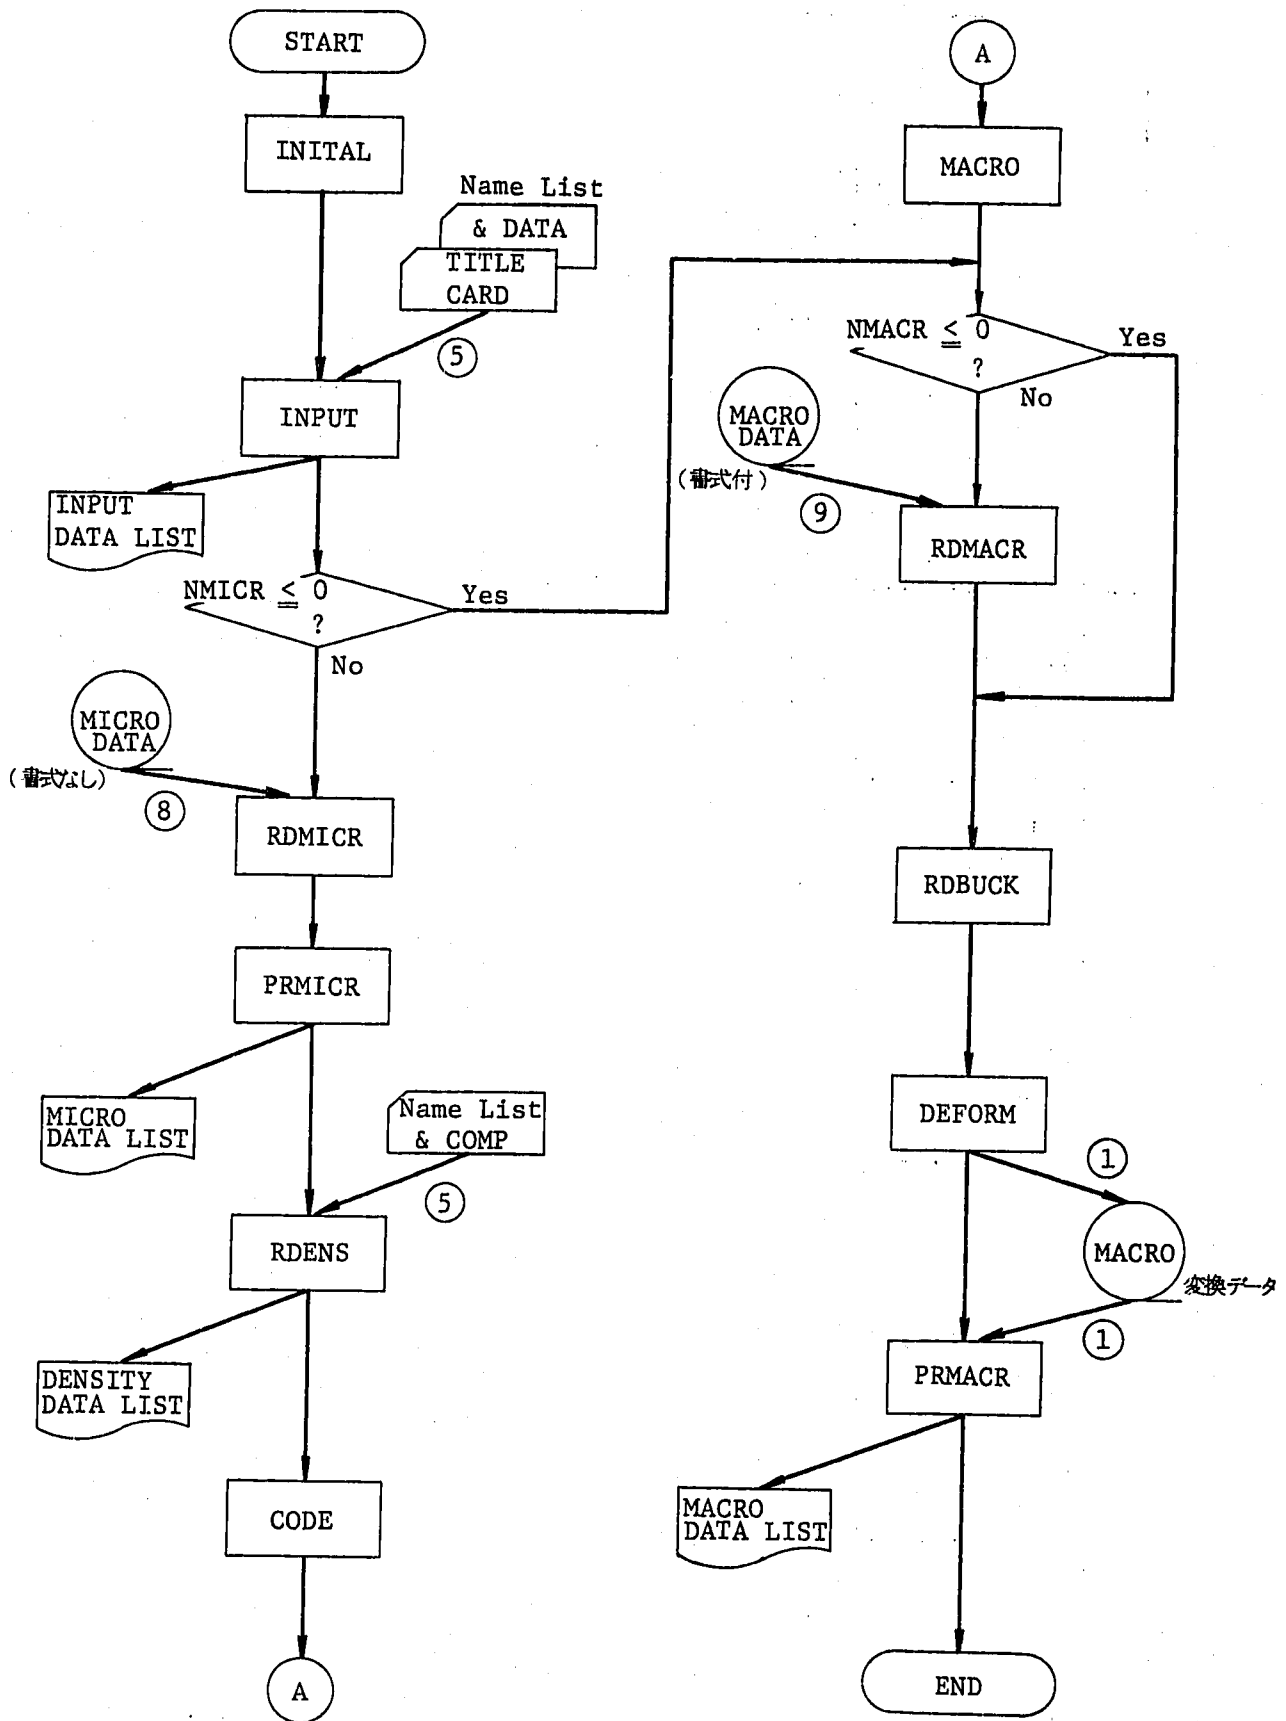 START
INITAL
Name List
& DATA
TITLE
CARD
⑤
INPUT
INPUT
DATA LIST
NMICR ≦ 0
?
Yes
No
MICRO
DATA
(書式なし)
⑧
RDMICR
PRMICR
MICRO
DATA LIST
Name List
& COMP
⑤
RDENS
DENSITY
DATA LIST
CODE
A
A
MACRO
NMACR ≦ 0
?
Yes
No
MACRO
DATA
(書式付)
⑨
RDMACR
RDBUCK
DEFORM
①
MACRO
変換データ
①
PRMACR
MACRO
DATA LIST
END